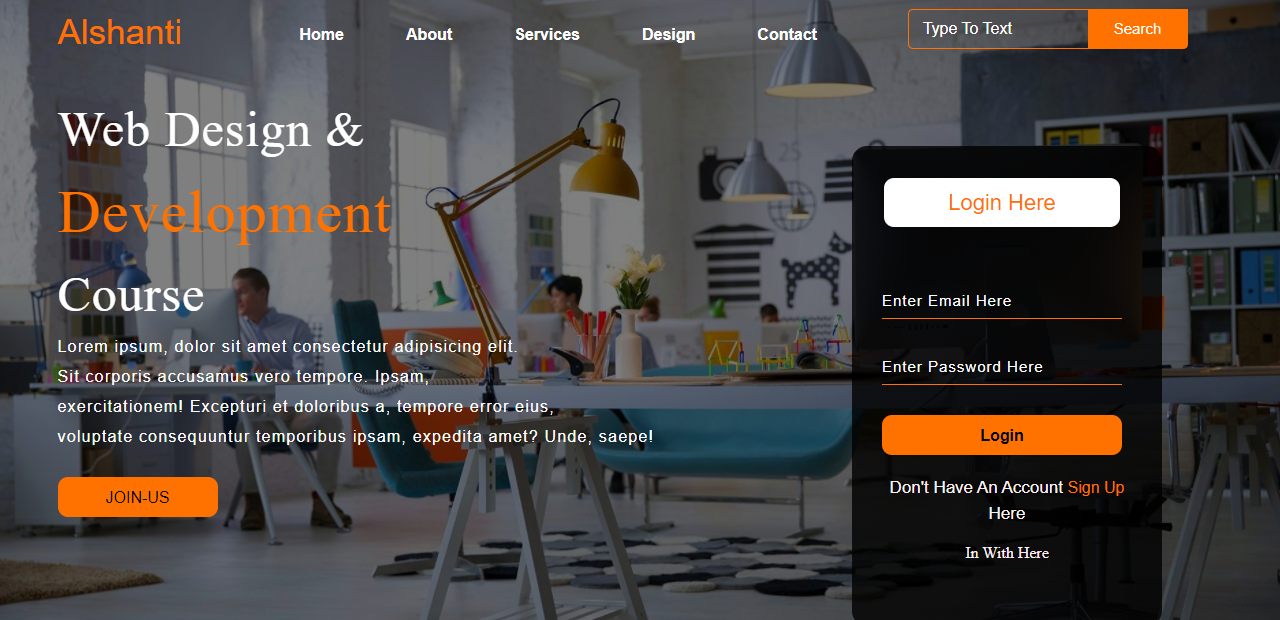 Alshanti
Home
About
Services
Design
Contact
Type To Text
Search
Web Design &
Development
Course
Lorem ipsum, dolor sit amet consectetur adipisicing elit.
Sit corporis accusamus vero tempore. Ipsam,
exercitationem! Excepturi et doloribus a, tempore error eius,
voluptate consequuntur temporibus ipsam, expedita amet? Unde, saepe!
JOIN-US
25
Login Here
Enter Email Here
Enter Password Here
Login
Don't Have An Account Sign Up
Here
In With Here